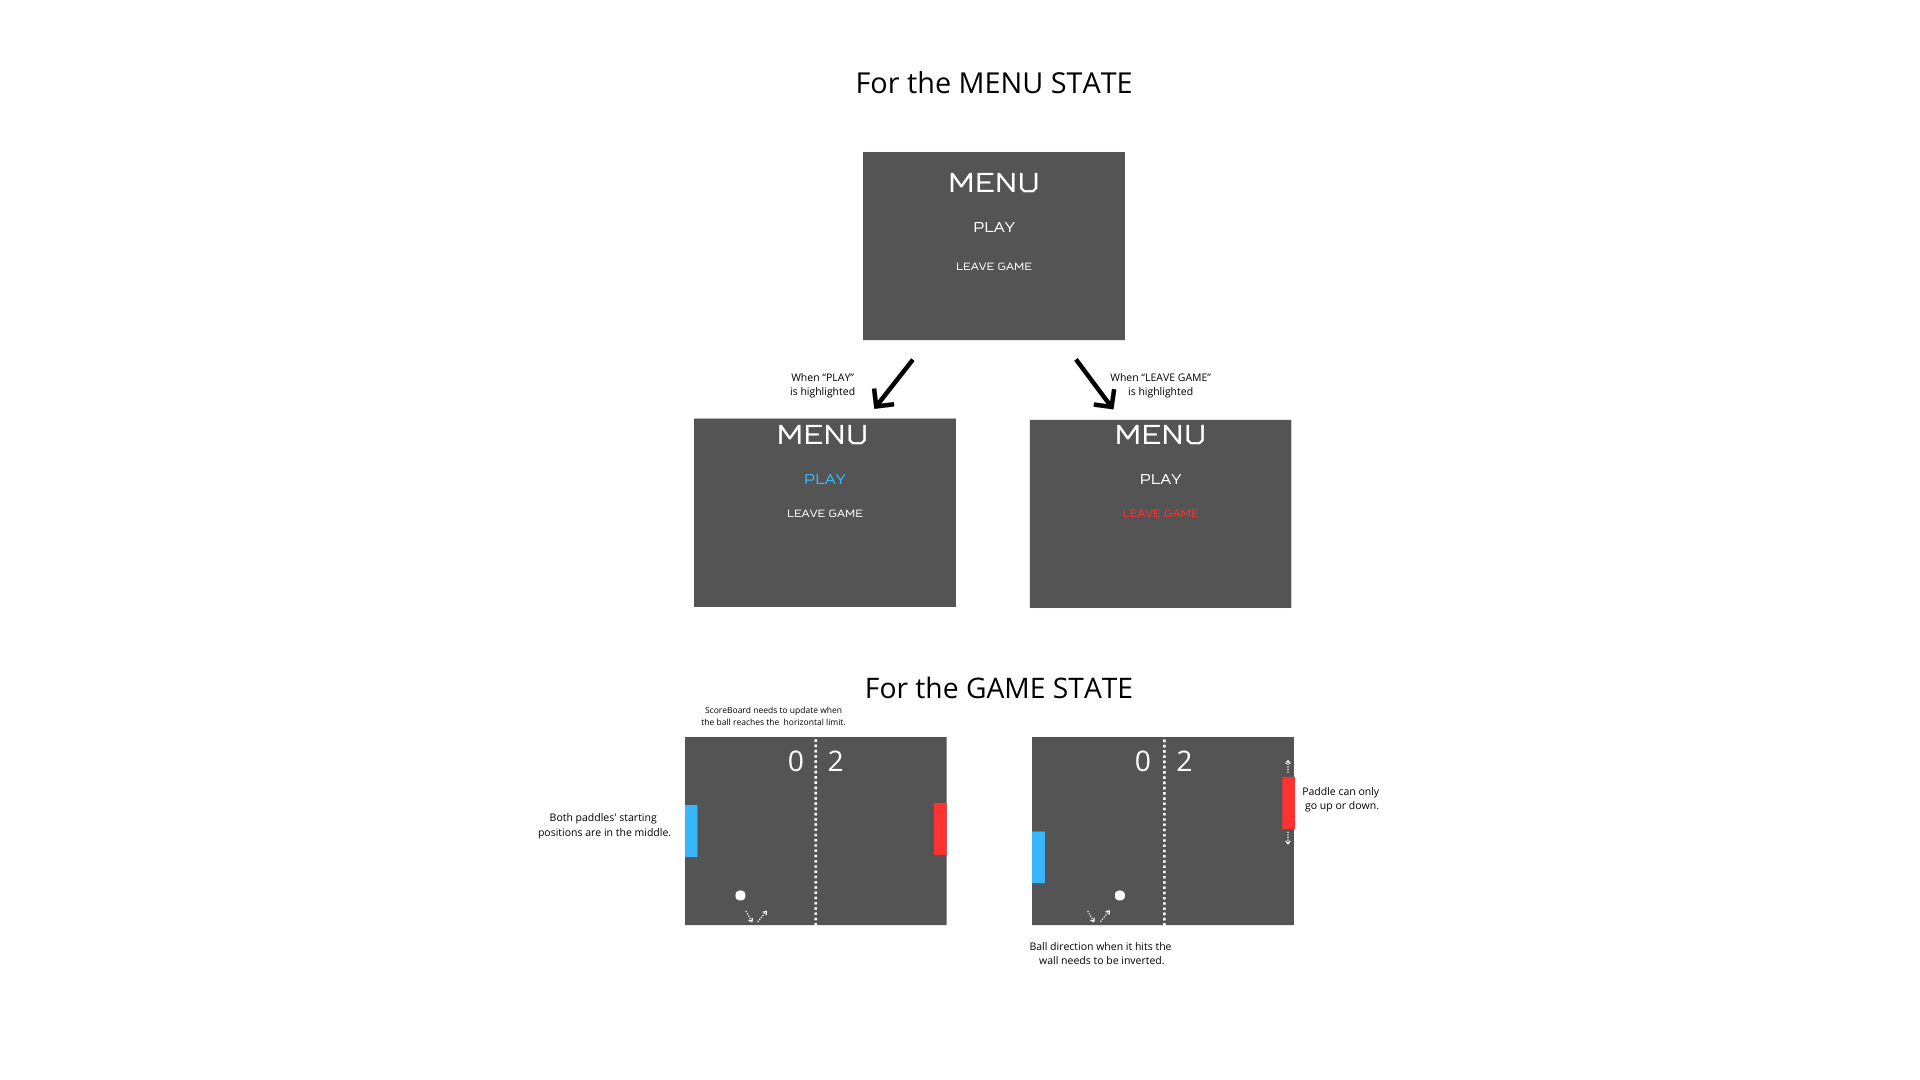 For the MENU STATE
MENU
PLAY
LEAVE GAME
When “PLAY”
is highlighted
When “LEAVE GAME”
is highlighted
MENU
PLAY
LEAVE GAME
MENU
PLAY
LEAVE GAME
For the GAME STATE
ScoreBoard needs to update when
the ball reaches the horizontal limit.
0 2
Both paddles' starting
positions are in the middle.
0 2
Paddle can only
go up or down.
Ball direction when it hits the
wall needs to be inverted.